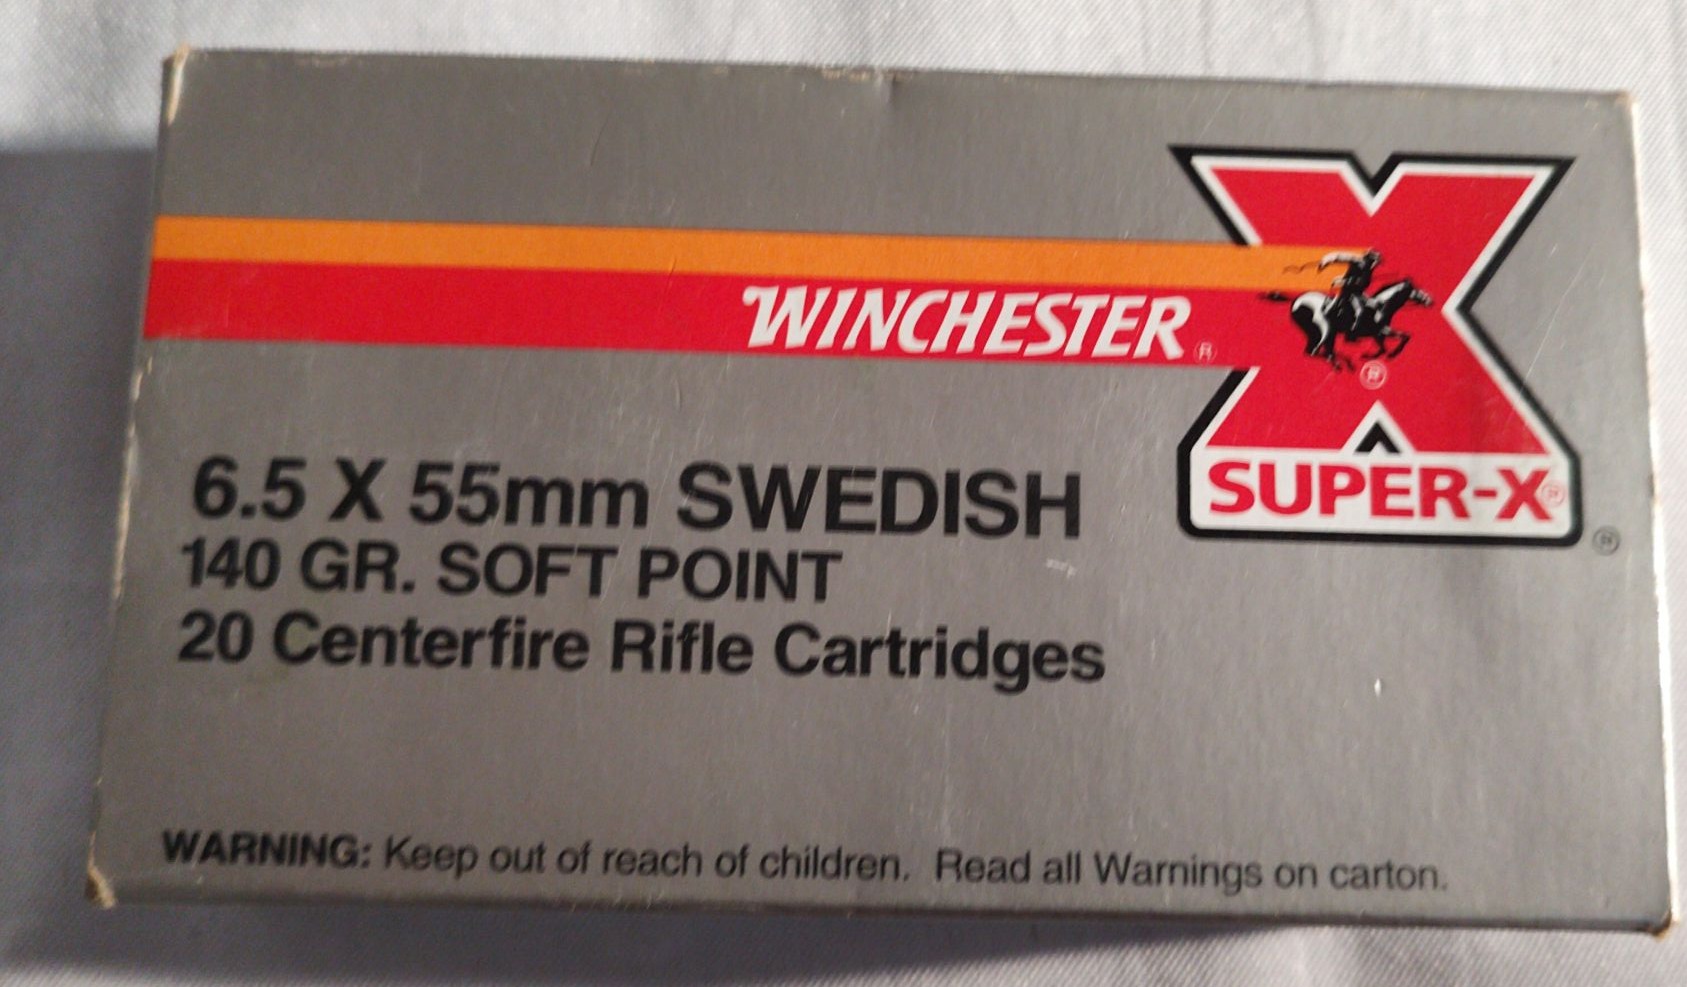 WINCHESTER®
®
SUPER-X®
®
6.5 X 55mm SWEDISH
140 GR. SOFT POINT
20 Centerfire Rifle Cartridges
WARNING: Keep out of reach of children. Read all Warnings on carton.